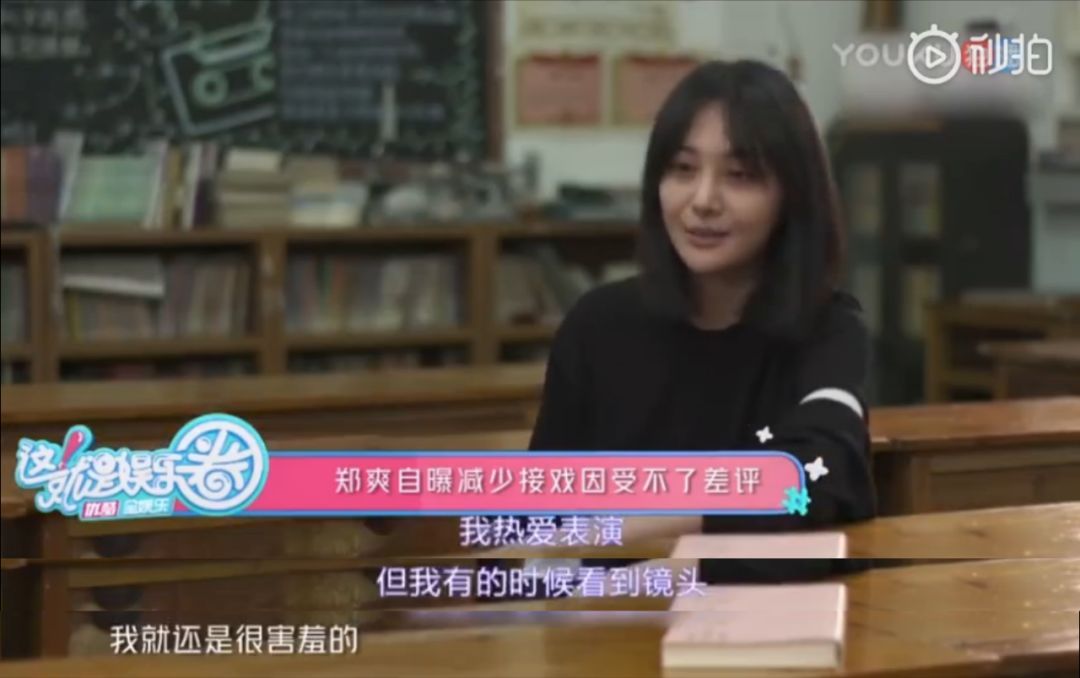 YOUKU
秒拍
这!就是娱乐圈
优酷 全娱乐
郑爽自曝减少接戏因受不了差评
我热爱表演
但我有的时候看到镜头
我就还是很害羞的